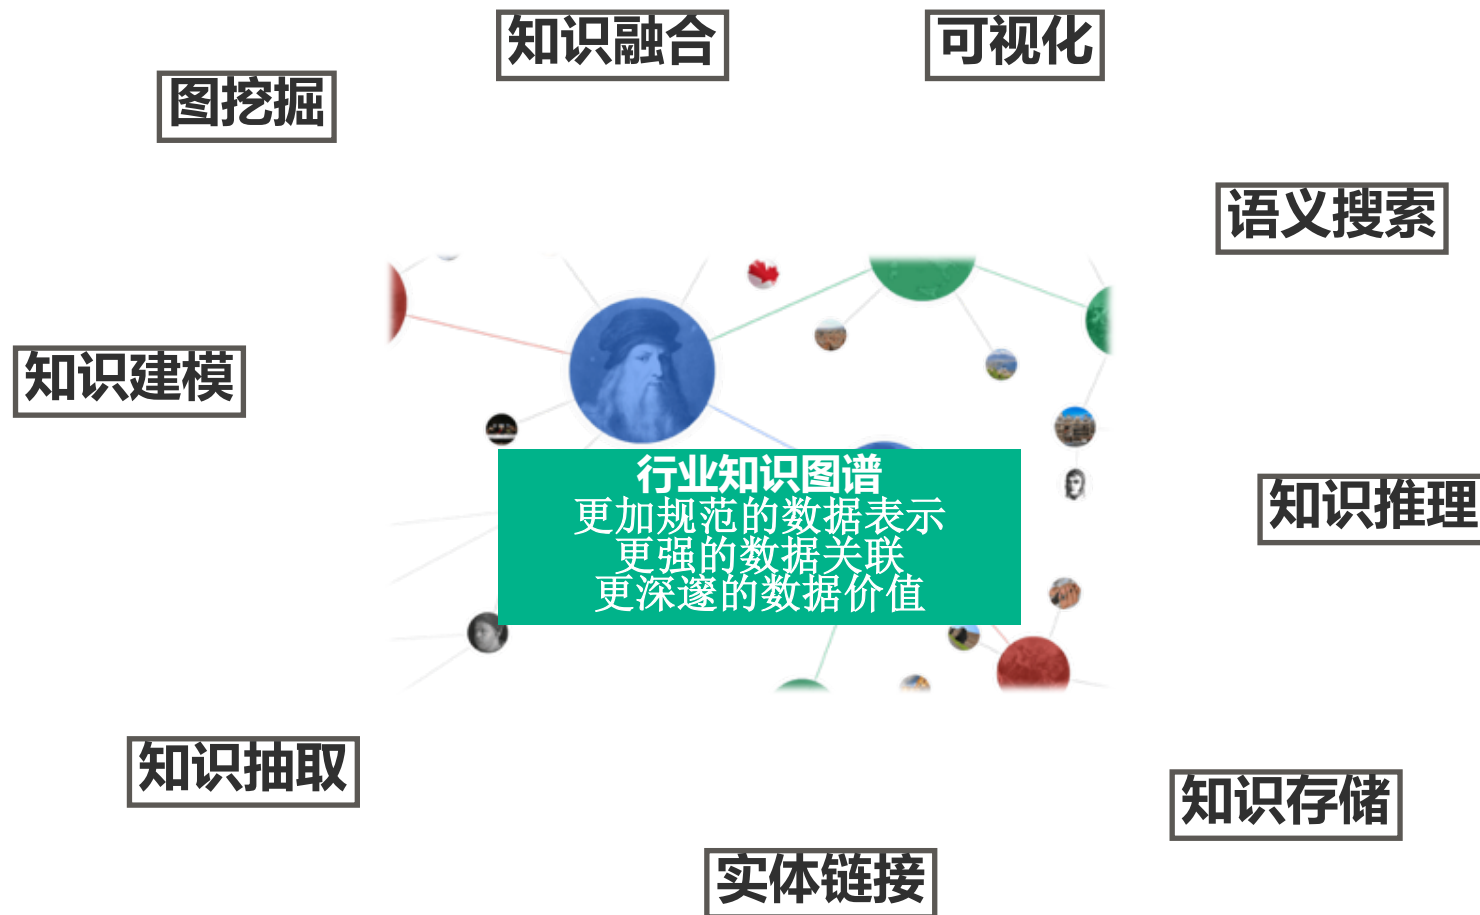 知识融合
可视化
图挖掘
语义搜索
知识建模
行业知识图谱
更加规范的数据表示
更强的数据关联
更深邃的数据价值
知识推理
知识抽取
知识存储
实体链接